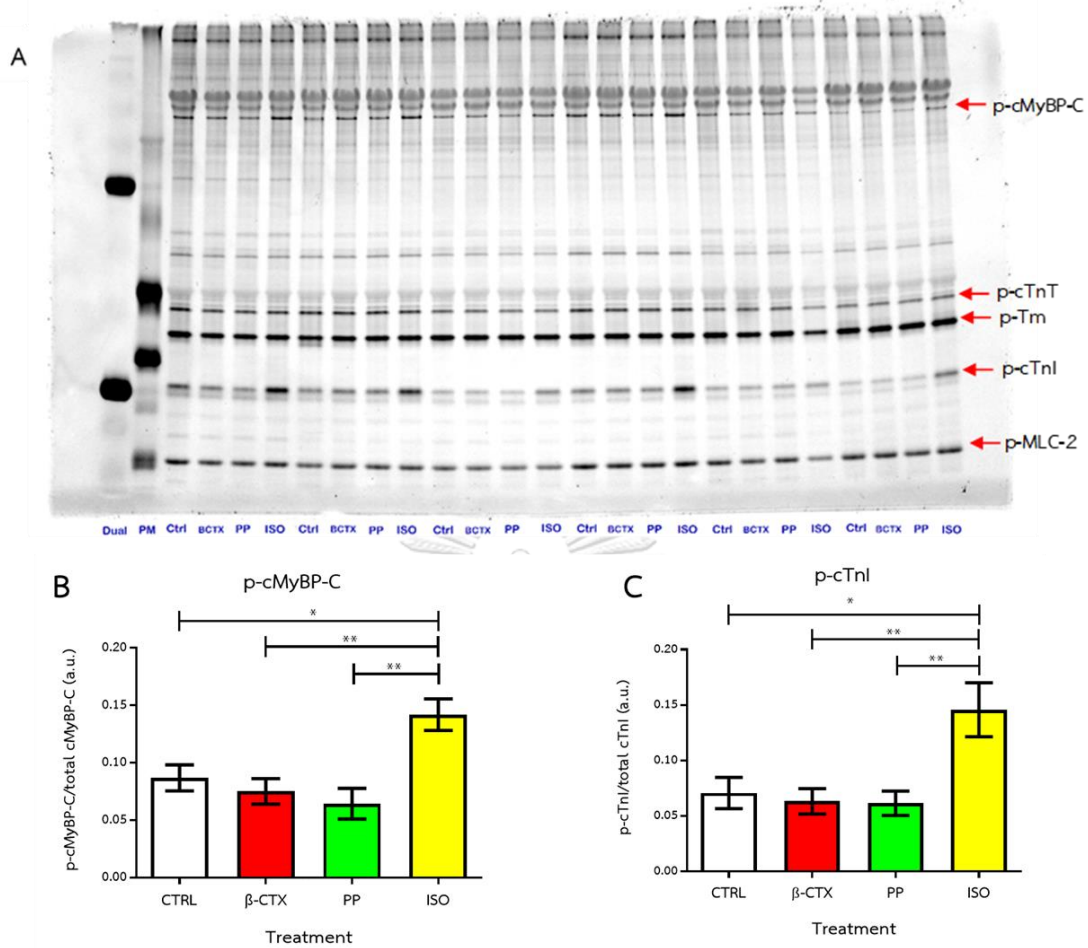 A
p-cMyBP-C
p-cTnT
p-Tm
p-cTnI
p-MLC-2
Dual PM Ctrl BCTX PP ISO Ctrl BCTX PP ISO Ctrl BCTX PP ISO Ctrl BCTX PP ISO Ctrl BCTX PP ISO Ctrl BCTX PP ISO
B
p-cMyBP-C
*
**
**
p-cMyBP-C/total cMyBP-C (a.u.)
0.20
0.15
0.10
0.05
0.00
CTRL β-CTX PP ISO
Treatment
C
p-cTnI
*
**
**
p-cTnI/total cTnI (a.u.)
0.20
0.15
0.10
0.05
0.00
CTRL β-CTX PP ISO
Treatment